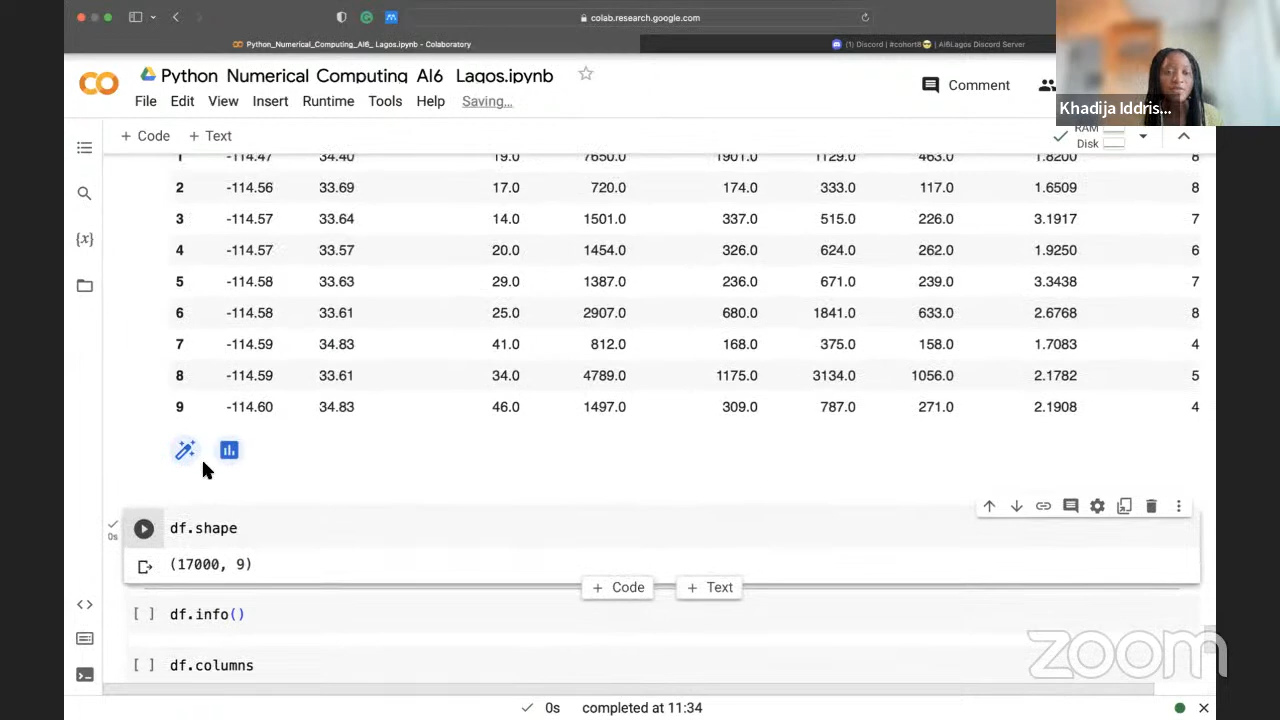 colab.research.google.com
Python_Numerical_Computing_AI6_ Lagos.ipynb - Colaboratory
(1) Discord | #cohort8😎 | AI6Lagos Discord Server
Python_Numerical_Computing_AI6_ Lagos.ipynb
File Edit View Insert Runtime Tools Help Saving...
Comment
Khadija Iddris...
+ Code + Text
RAM
Disk
1 -114.47 34.40 19.0 7650.0 1901.0 1129.0 463.0 1.8200 8
2 -114.56 33.69 17.0 720.0 174.0 333.0 117.0 1.6509 8
3 -114.57 33.64 14.0 1501.0 337.0 515.0 226.0 3.1917 7
4 -114.57 33.57 20.0 1454.0 326.0 624.0 262.0 1.9250 6
5 -114.58 33.63 29.0 1387.0 236.0 671.0 239.0 3.3438 7
6 -114.58 33.61 25.0 2907.0 680.0 1841.0 633.0 2.6768 8
7 -114.59 34.83 41.0 812.0 168.0 375.0 158.0 1.7083 4
8 -114.59 33.61 34.0 4789.0 1175.0 3134.0 1056.0 2.1782 5
9 -114.60 34.83 46.0 1497.0 309.0 787.0 271.0 2.1908 4
df.shape
0s
(17000, 9)
+ Code + Text
[ ] df.info()
[ ] df.columns
zoom
0s completed at 11:34